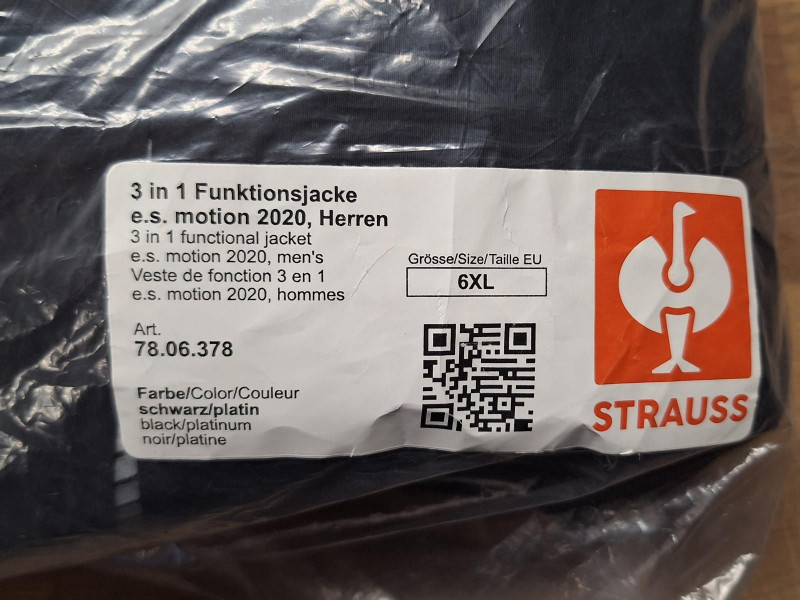 3 in 1 Funktionsjacke
e.s. motion 2020, Herren
3 in 1 functional jacket
e.s. motion 2020, men's
Veste de fonction 3 en 1
e.s. motion 2020, hommes
Grösse/Size/Taille EU
6XL
Art.
78.06.378
Farbe/Color/Couleur
schwarz/platin
black/platinum
noir/platine
STRAUSS